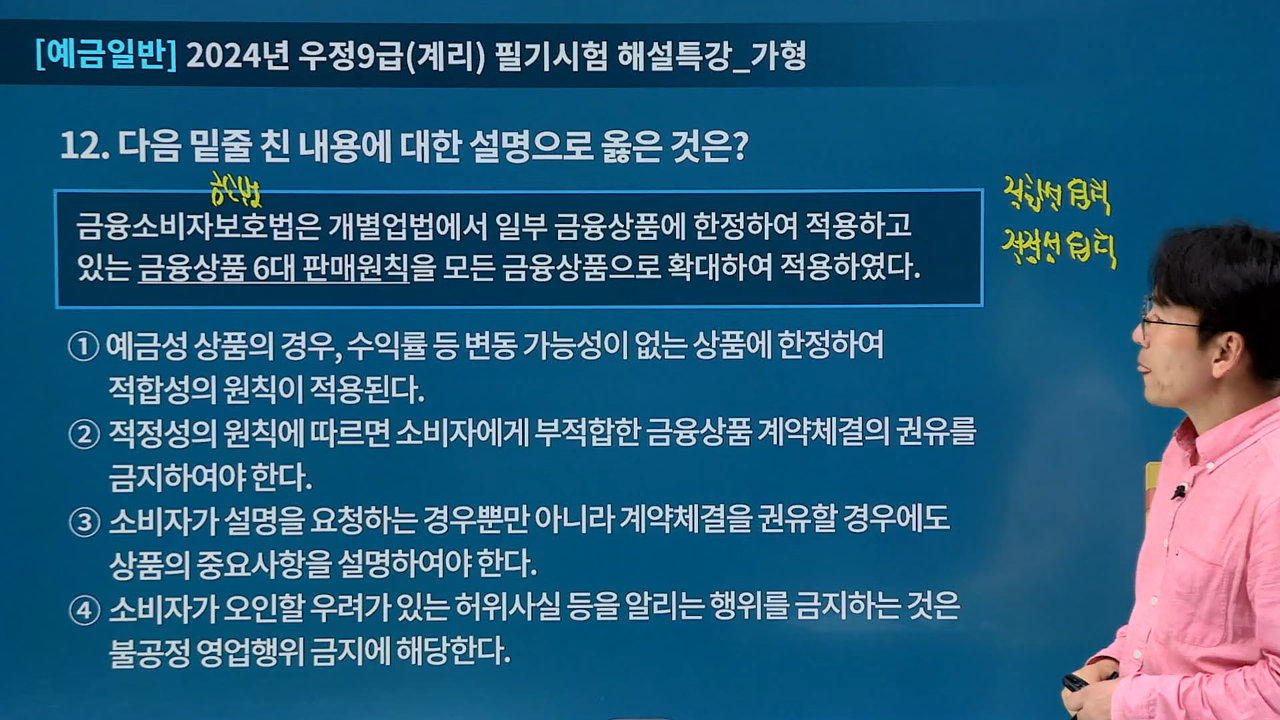 [예금일반] 2024년 우정9급(계리) 필기시험 해설특강_가형
12. 다음 밑줄 친 내용에 대한 설명으로 옳은 것은?
금융소비자보호법은 개별업법에서 일부 금융상품에 한정하여 적용하고
있는 금융상품 6대 판매원칙을 모든 금융상품으로 확대하여 적용하였다.
적합성 원칙
적정성 원칙
① 예금성 상품의 경우, 수익률 등 변동 가능성이 없는 상품에 한정하여
적합성의 원칙이 적용된다.
② 적정성의 원칙에 따르면 소비자에게 부적합한 금융상품 계약체결의 권유를
금지하여야 한다.
③ 소비자가 설명을 요청하는 경우뿐만 아니라 계약체결을 권유할 경우에도
상품의 중요사항을 설명하여야 한다.
④ 소비자가 오인할 우려가 있는 허위사실 등을 알리는 행위를 금지하는 것은
불공정 영업행위 금지에 해당한다.